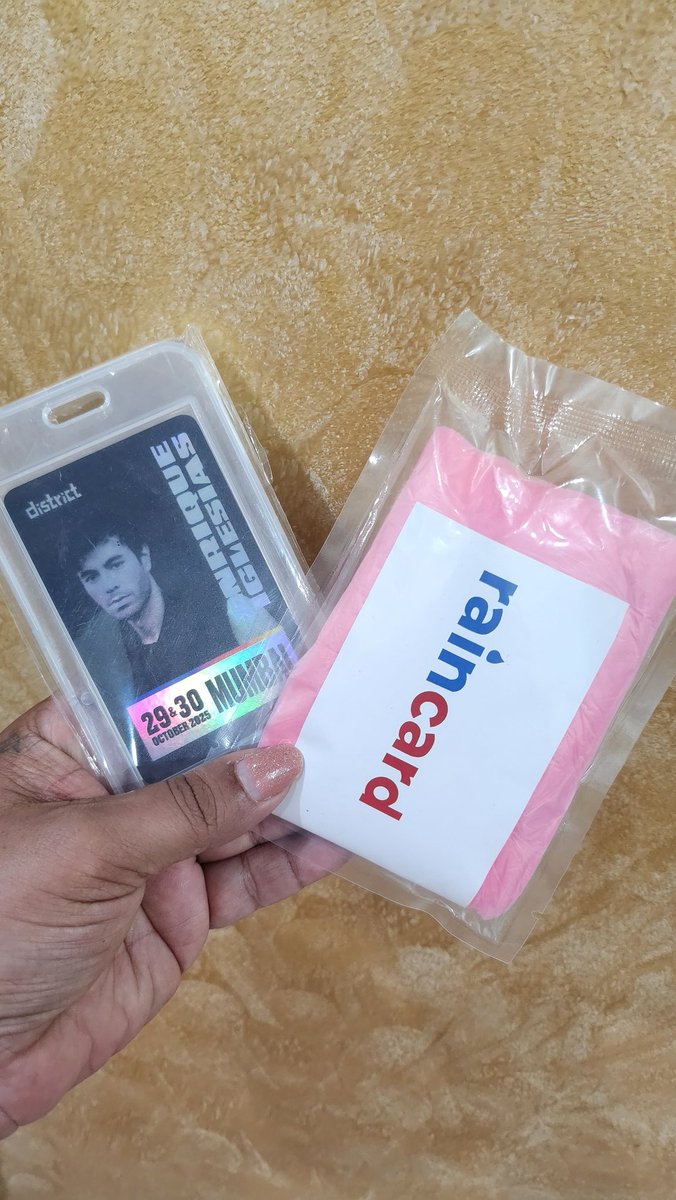 district
ENRIQUE
IGLESIAS
29 & 30
OCTOBER 2025
MUMBAI
raincard